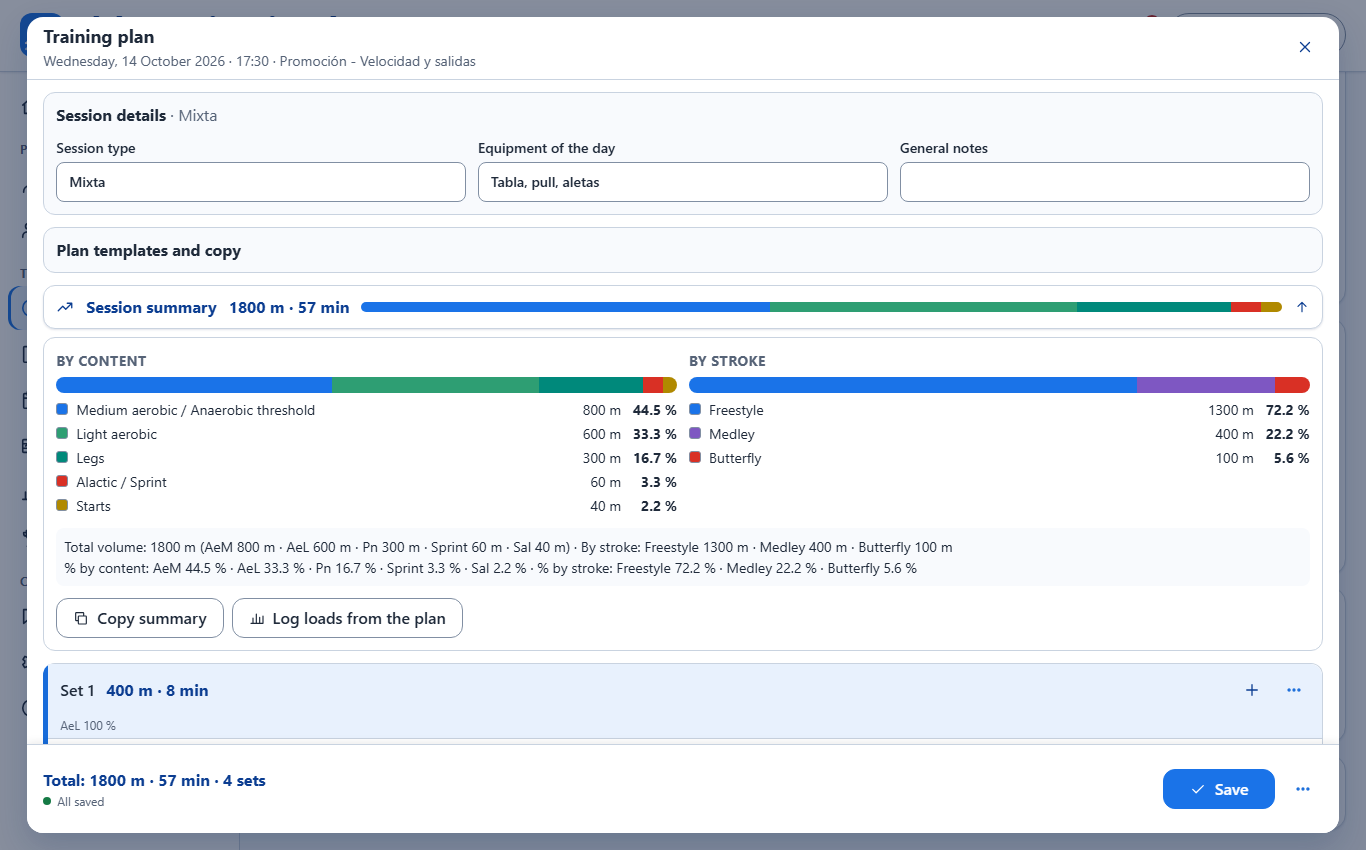 Training plan
Wednesday, 14 October 2026 · 17:30 · Promoción - Velocidad y salidas
Session details · Mixta
Session type
Equipment of the day
General notes
Mixta
Tabla, pull, aletas
Plan templates and copy
Session summary 1800 m · 57 min
BY CONTENT
Medium aerobic / Anaerobic threshold 800 m 44.5 %
Light aerobic 600 m 33.3 %
Legs 300 m 16.7 %
Alactic / Sprint 60 m 3.3 %
Starts 40 m 2.2 %
BY STROKE
Freestyle 1300 m 72.2 %
Medley 400 m 22.2 %
Butterfly 100 m 5.6 %
Total volume: 1800 m (AeM 800 m · AeL 600 m · Pn 300 m · Sprint 60 m · Sal 40 m) · By stroke: Freestyle 1300 m · Medley 400 m · Butterfly 100 m
% by content: AeM 44.5 % · AeL 33.3 % · Pn 16.7 % · Sprint 3.3 % · Sal 2.2 % · % by stroke: Freestyle 72.2 % · Medley 22.2 % · Butterfly 5.6 %
Copy summary
Log loads from the plan
Set 1 400 m · 8 min
AeL 100 %
Total: 1800 m · 57 min · 4 sets
All saved
Save